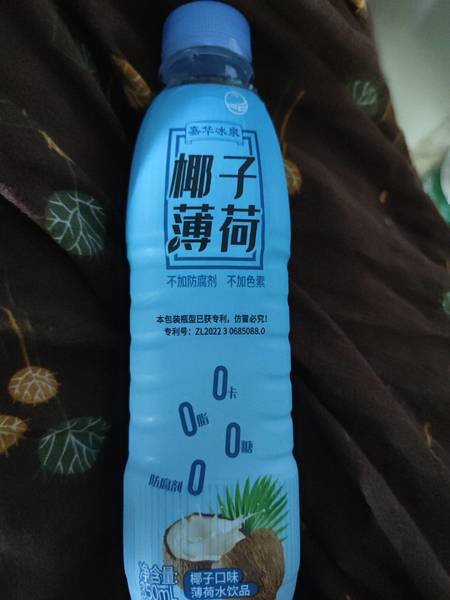 嘉华冰泉
椰子
薄荷
不加防腐剂 不加色素
本包装瓶型已获专利，仿冒必究！
专利号：ZL2022 3 0685088.0
0卡
0脂
0糖
防腐剂0
净含量:
350mL
椰子口味
薄荷水饮品